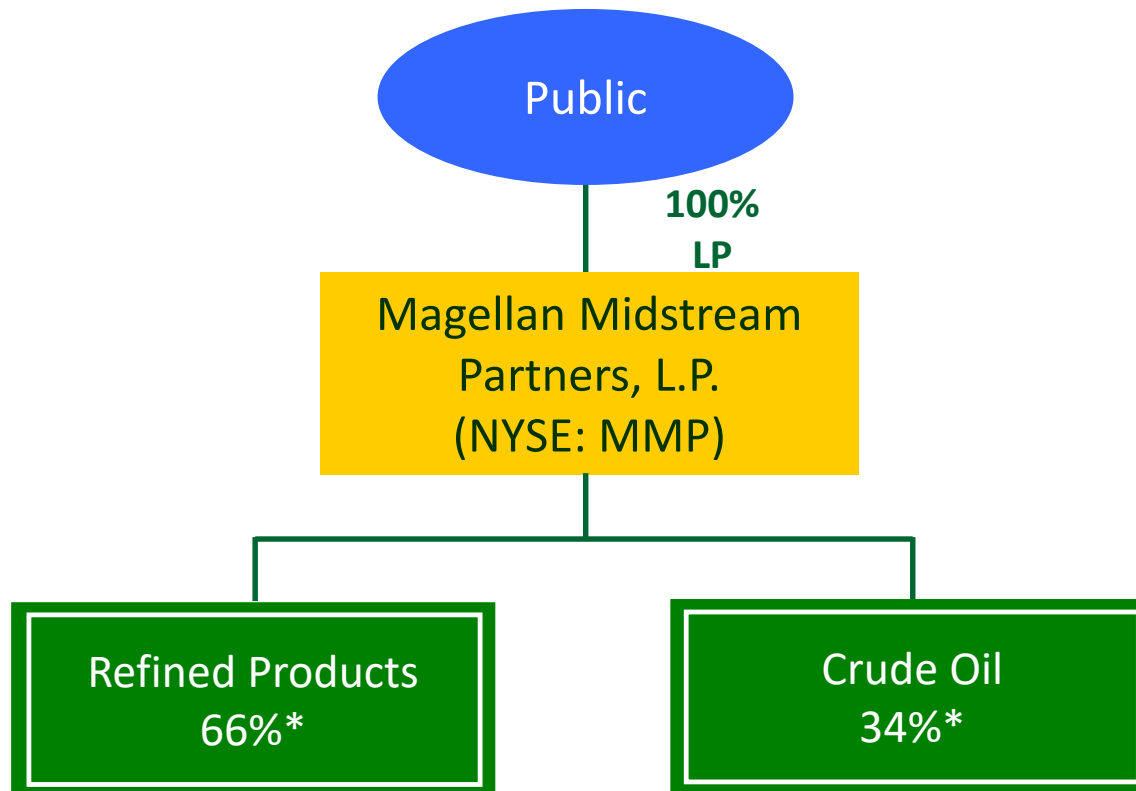 Public
100%
LP
Magellan Midstream
Partners, L.P.
(NYSE: MMP)
Refined Products
66%*
Crude Oil
34%*